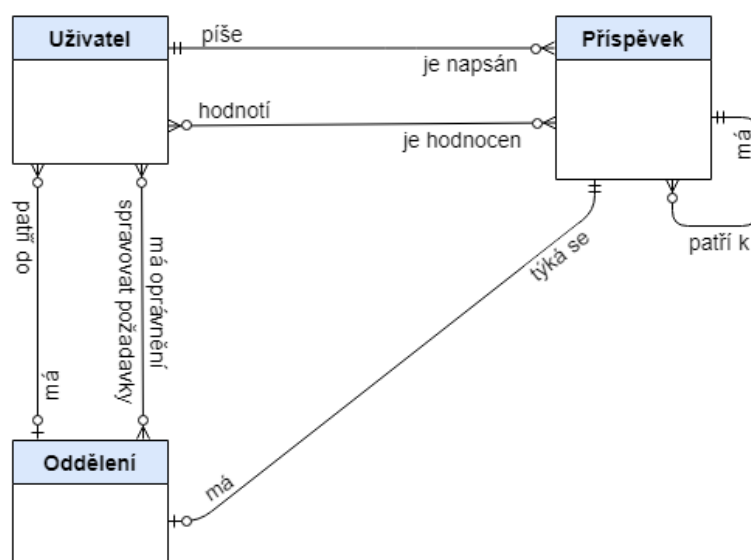 Uživatel
píše
Příspěvek
je napsán
hodnotí
je hodnocen
má
patří k
patří do
má oprávnění
spravovat požadavky
týká se
má
má
Oddělení